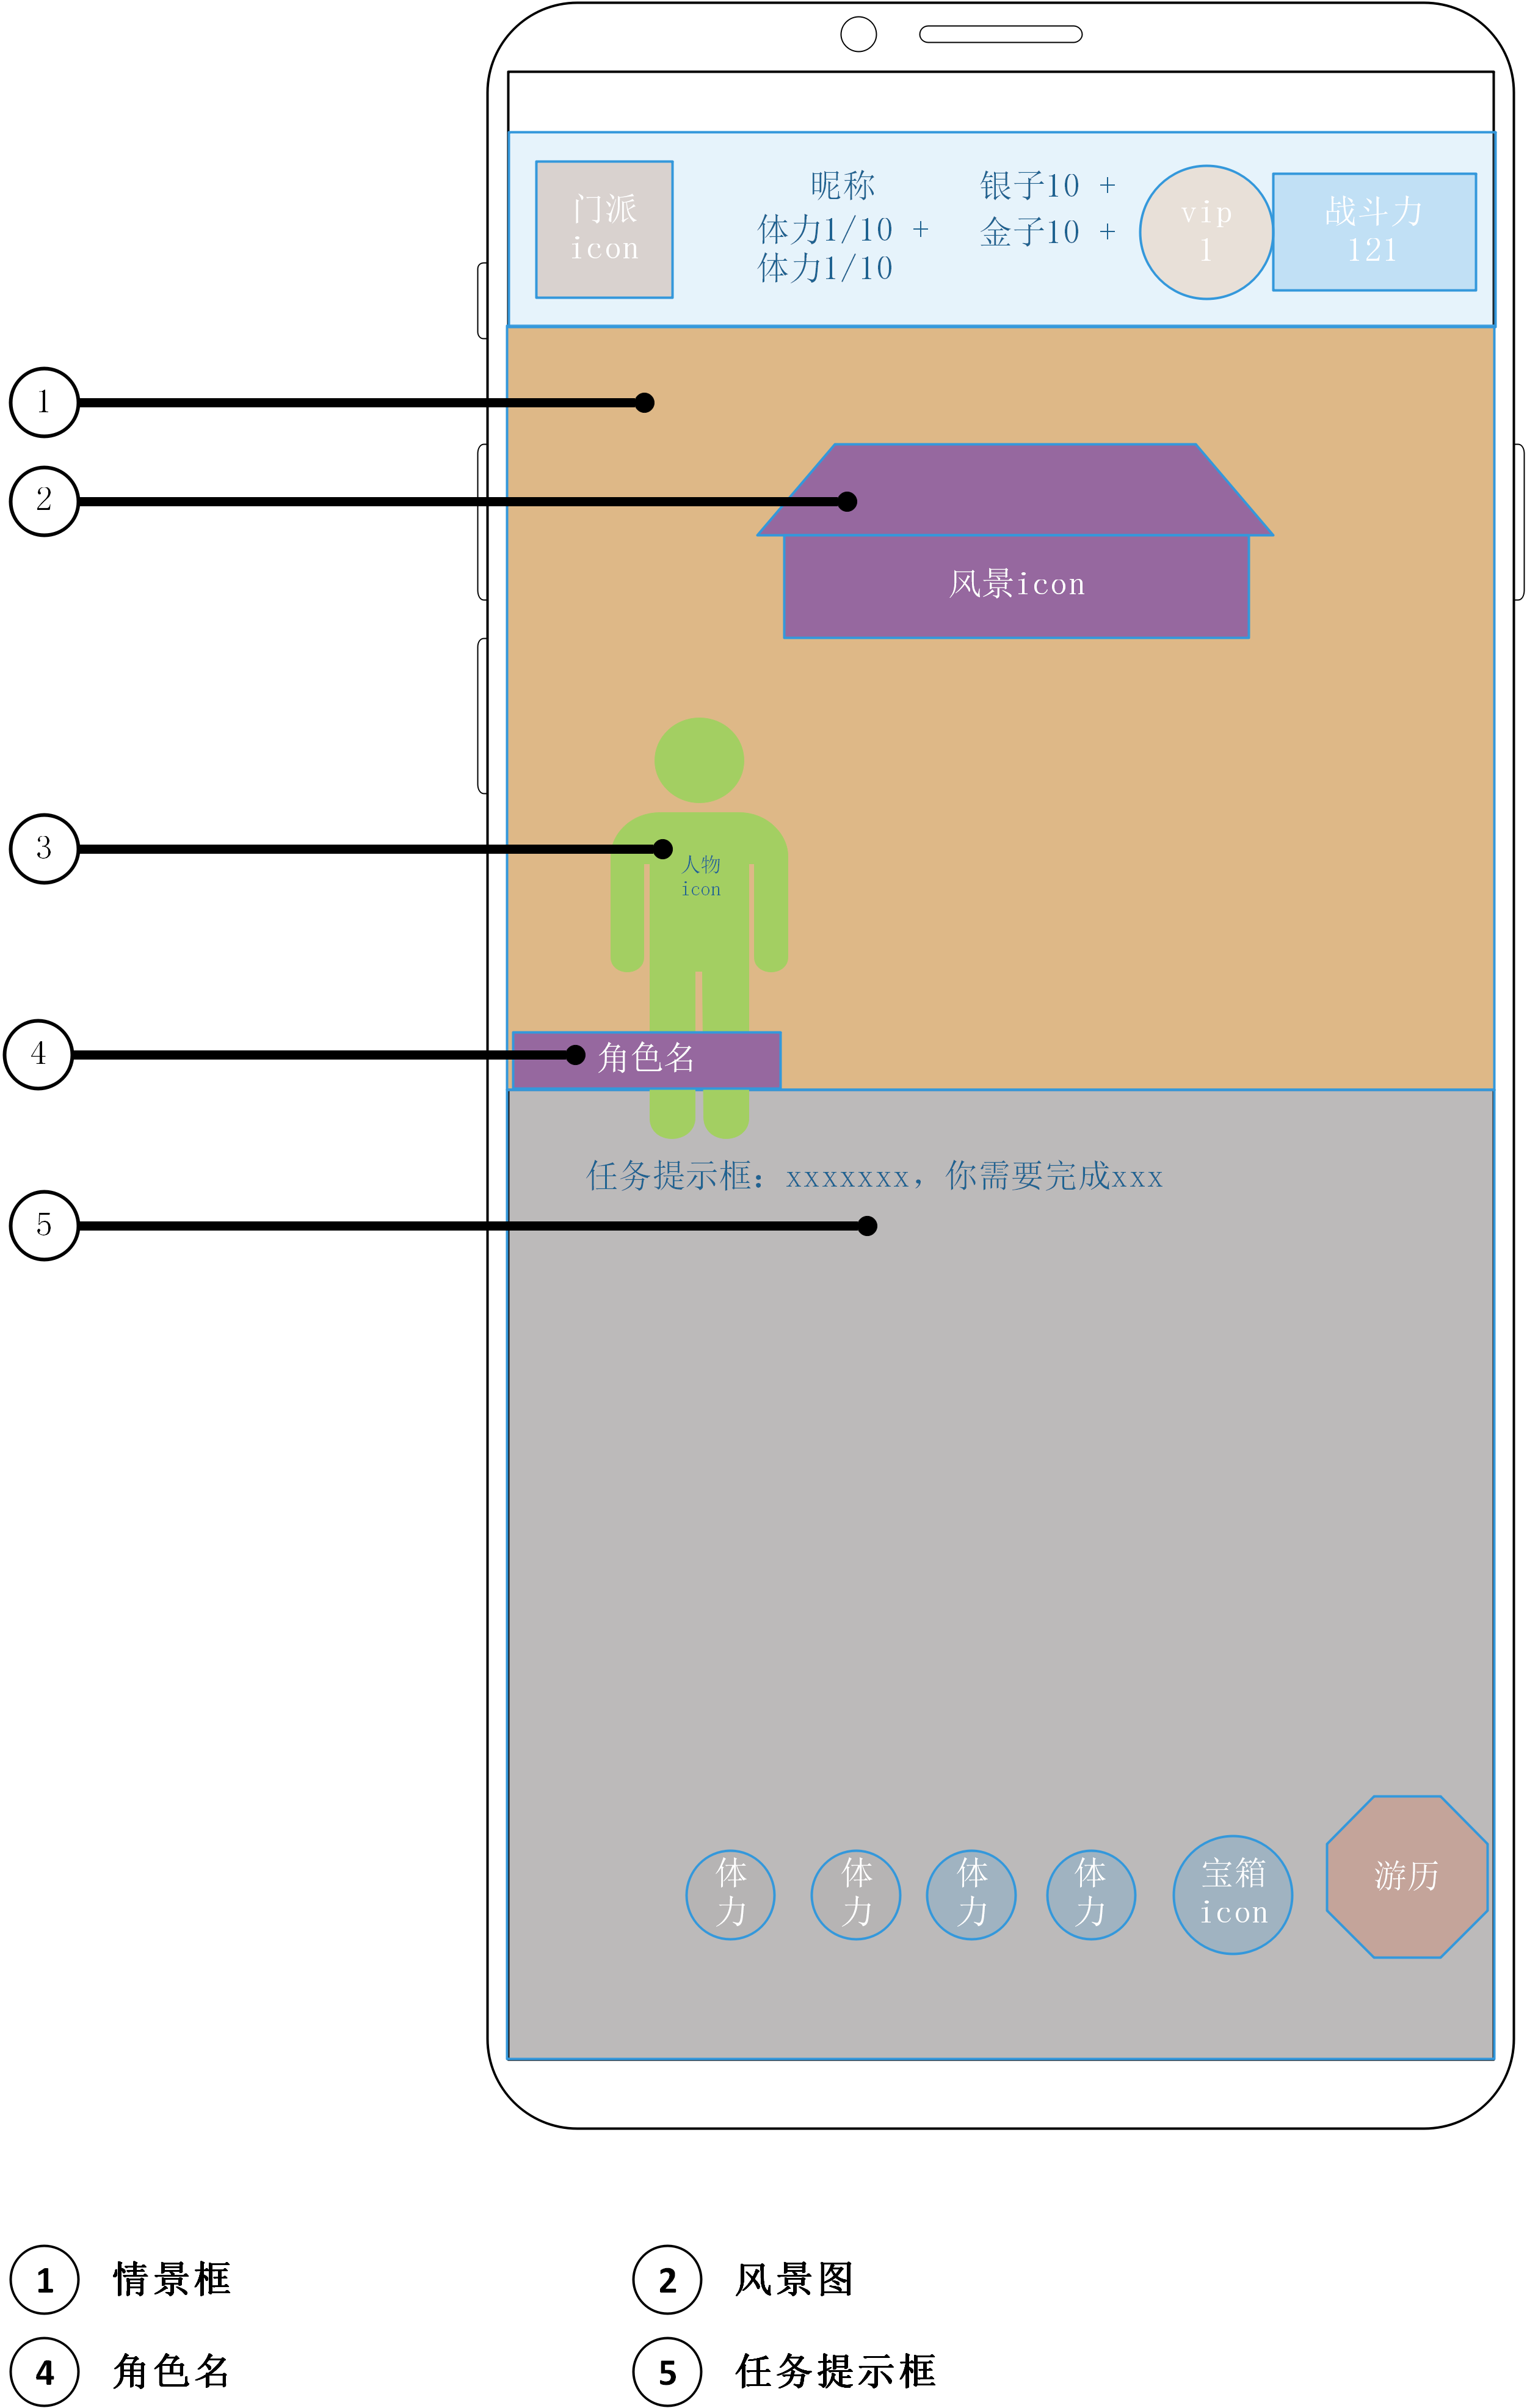 门派
icon
昵称
体力1/10 +
体力1/10
银子10 +
金子10 +
vip
1
战斗力
121
1
2
风景icon
3
人物
icon
4
角色名
任务提示框：xxxxxxx，你需要完成xxx
5
体
力
体
力
体
力
体
力
宝箱
icon
游历
1 情景框
2 风景图
4 角色名
5 任务提示框